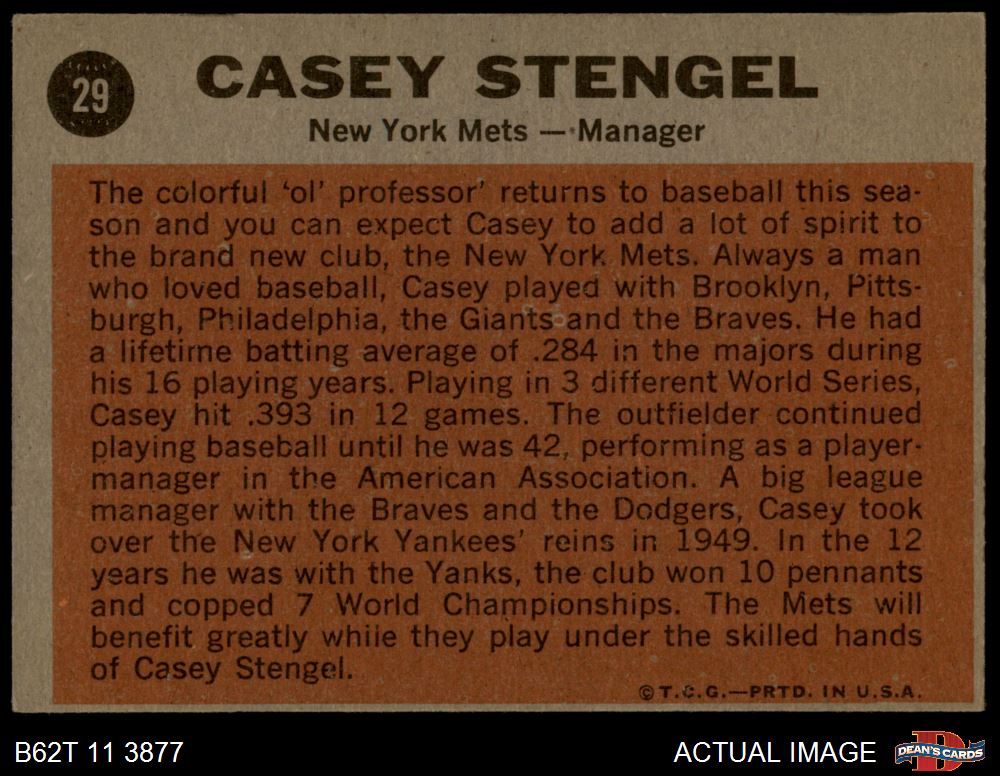 29
CASEY STENGEL
New York Mets — Manager
The colorful ‘ol’ professor’ returns to baseball this sea-
son and you can expect Casey to add a lot of spirit to
the brand new club, the New York Mets. Always a man
who loved baseball, Casey played with Brooklyn, Pitts-
burgh, Philadelphia, the Giants and the Braves. He had
a lifetime batting average of .284 in the majors during
his 16 playing years. Playing in 3 different World Series,
Casey hit .393 in 12 games. The outfielder continued
playing baseball until he was 42, performing as a player-
manager in the American Association. A big league
manager with the Braves and the Dodgers, Casey took
over the New York Yankees’ reins in 1949. In the 12
years he was with the Yanks, the club won 10 pennants
and copped 7 World Championships. The Mets will
benefit greatly while they play under the skilled hands
of Casey Stengel.
©T.C.G.—PRTD. IN U.S.A.
B62T 11 3877
ACTUAL IMAGE
D
DEAN'S CARDS